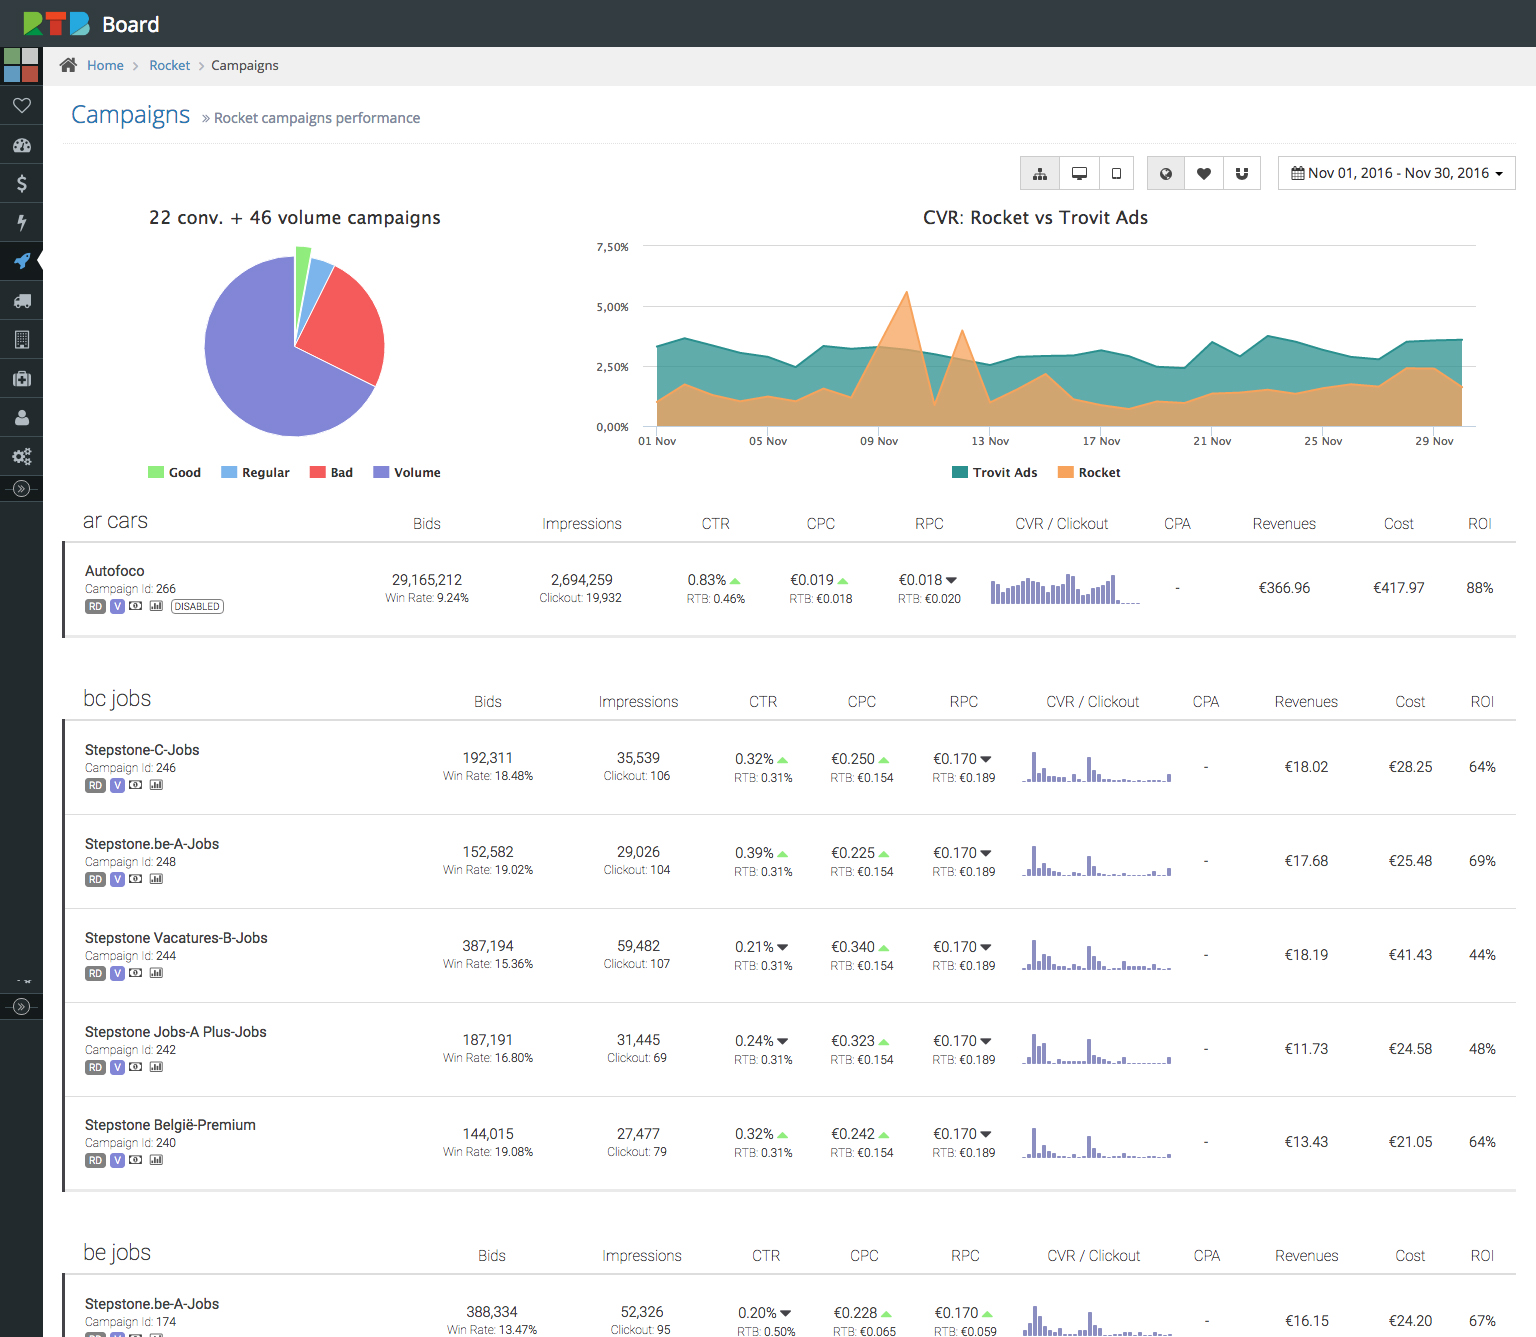 RTB Board
Home > Rocket > Campaigns
Campaigns » Rocket campaigns performance
Nov 01, 2016 - Nov 30, 2016
22 conv. + 46 volume campaigns
Good Regular Bad Volume
CVR: Rocket vs Trovit Ads
7,50%
5,00%
2,50%
0,00%
01 Nov 05 Nov 09 Nov 13 Nov 17 Nov 21 Nov 25 Nov 29 Nov
Trovit Ads Rocket
ar cars Bids Impressions CTR CPC RPC CVR / Clickout CPA Revenues Cost ROI
Autofoco
Campaign Id: 266
RD V DISABLED
29,165,212 2,694,259 0.83% €0.019 €0.018 - €366.96 €417.97 88%
Win Rate: 9.24% Clickout: 19,932 RTB: 0.46% RTB: €0.018 RTB: €0.020
bc jobs Bids Impressions CTR CPC RPC CVR / Clickout CPA Revenues Cost ROI
Stepstone-C-Jobs
Campaign Id: 246
RD V
192,311 35,539 0.32% €0.250 €0.170 - €18.02 €28.25 64%
Win Rate: 18.48% Clickout: 106 RTB: 0.31% RTB: €0.154 RTB: €0.189
Stepstone.be-A-Jobs
Campaign Id: 248
RD V
152,582 29,026 0.39% €0.225 €0.170 - €17.68 €25.48 69%
Win Rate: 19.02% Clickout: 104 RTB: 0.31% RTB: €0.154 RTB: €0.189
Stepstone Vacatures-B-Jobs
Campaign Id: 244
RD V
387,194 59,482 0.21% €0.340 €0.170 - €18.19 €41.43 44%
Win Rate: 15.36% Clickout: 107 RTB: 0.31% RTB: €0.154 RTB: €0.189
Stepstone Jobs-A Plus-Jobs
Campaign Id: 242
RD V
187,191 31,445 0.24% €0.323 €0.170 - €11.73 €24.58 48%
Win Rate: 16.80% Clickout: 69 RTB: 0.31% RTB: €0.154 RTB: €0.189
Stepstone België-Premium
Campaign Id: 240
RD V
144,015 27,477 0.32% €0.242 €0.170 - €13.43 €21.05 64%
Win Rate: 19.08% Clickout: 79 RTB: 0.31% RTB: €0.154 RTB: €0.189
be jobs Bids Impressions CTR CPC RPC CVR / Clickout CPA Revenues Cost ROI
Stepstone.be-A-Jobs
Campaign Id: 174
388,334 52,326 0.20% €0.228 €0.170 - €16.15 €24.20 67%
Win Rate: 13.47% Clickout: 95 RTB: 0.50% RTB: €0.065 RTB: €0.059